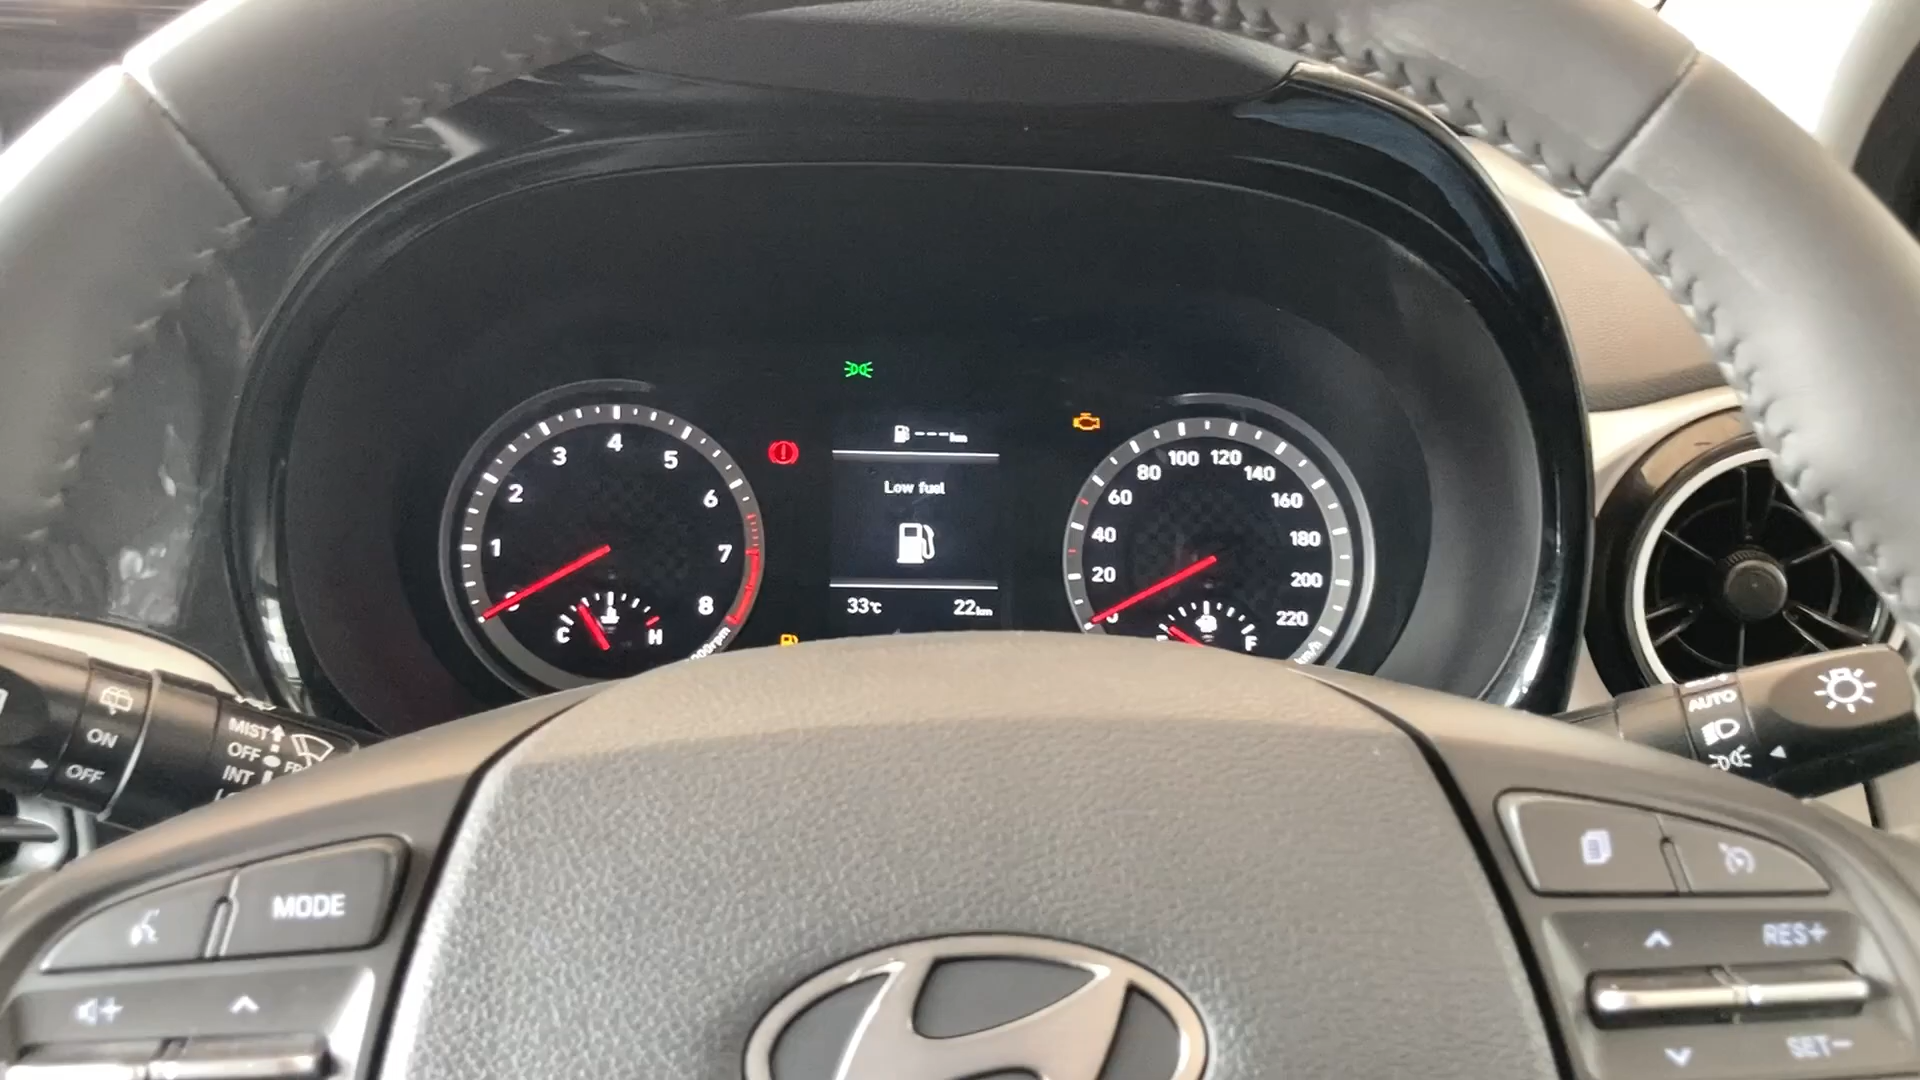 ---km
Low fuel
33°C 22km
1 2 3 4 5 6 7 8
C H
20 40 60 80 100 120 140 160 180 200 220
km/h
F
MIST
OFF
INT
ON
OFF
AUTO
MODE
RES+
SET-